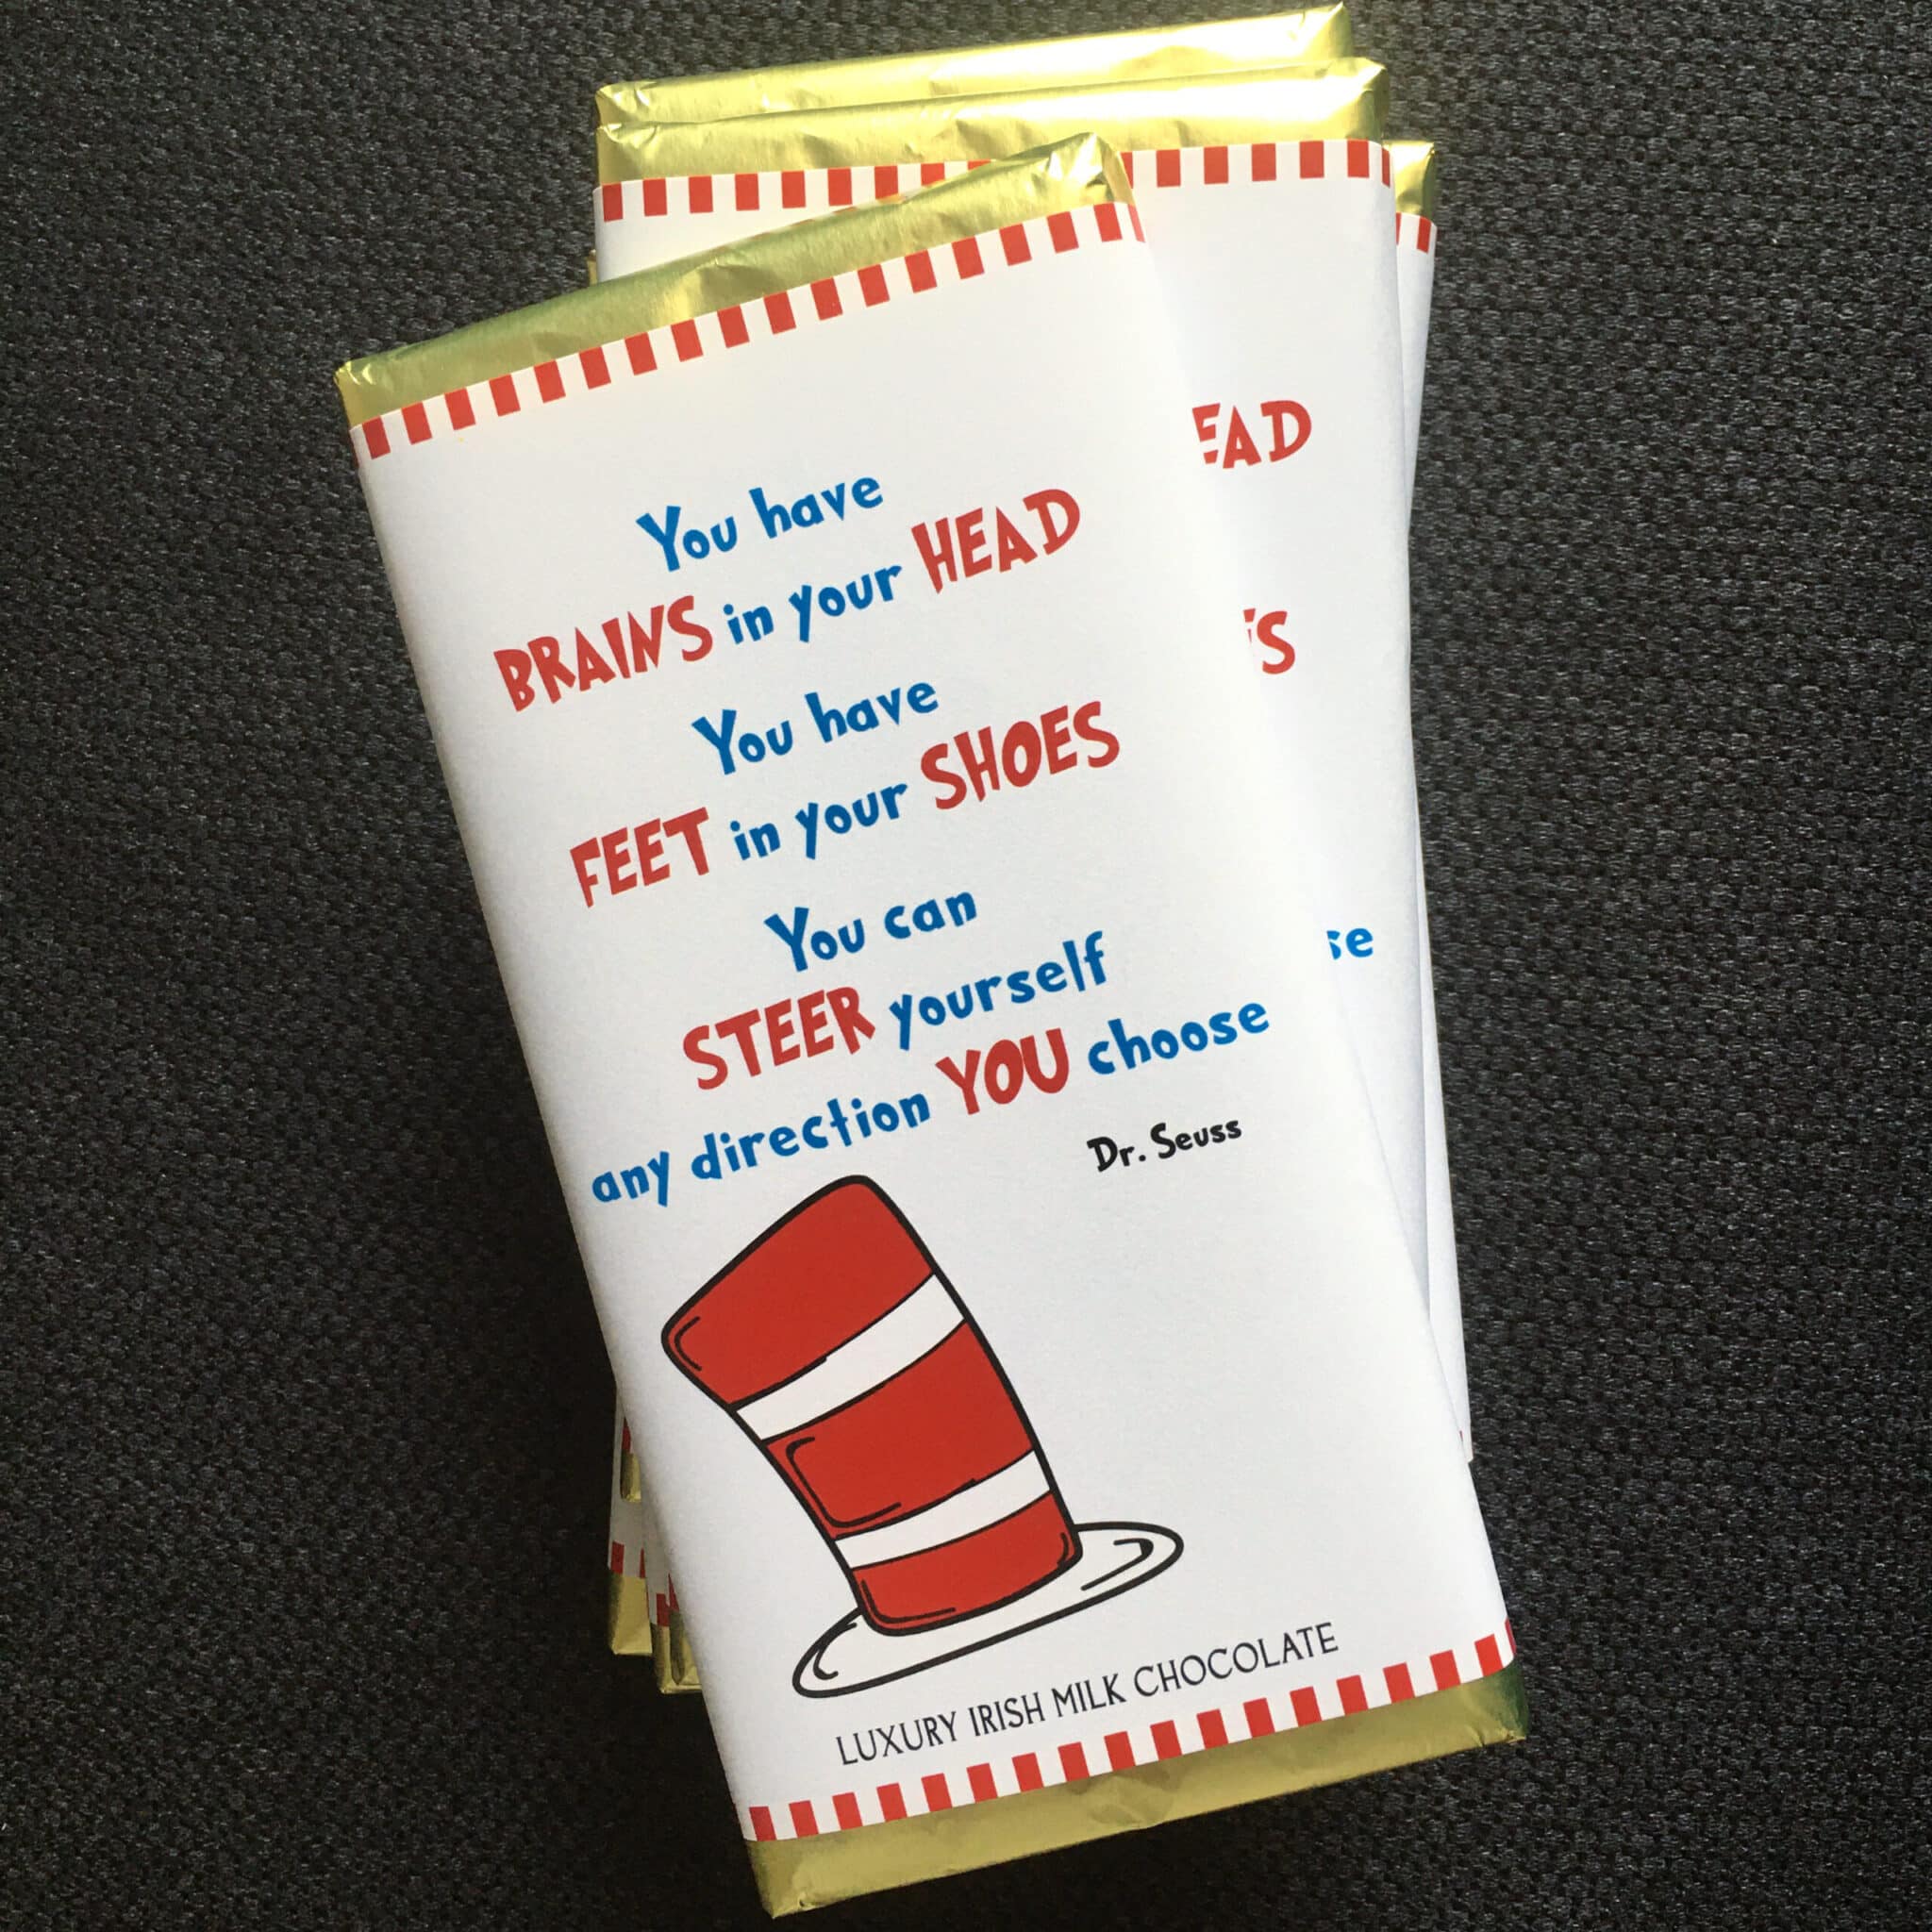 You have
BRAINS in your HEAD
You have
FEET in your SHOES
You can
STEER yourself
any direction YOU choose
Dr. Seuss
LUXURY IRISH MILK CHOCOLATE
EAD
S
se